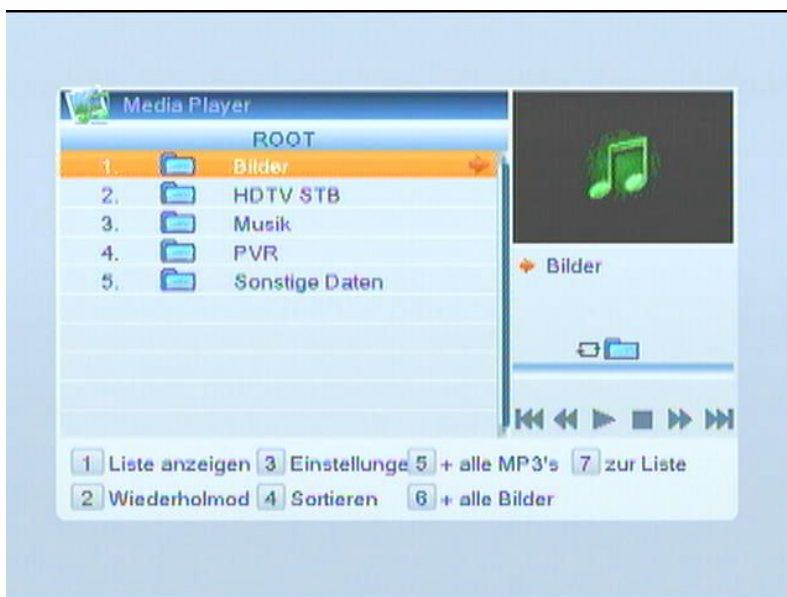 Media Player
ROOT
1. Bilder
2. HDTV STB
3. Musik
4. PVR
5. Sonstige Daten
Bilder
1 Liste anzeigen 3 Einstellunge 5 + alle MP3's 7 zur Liste
2 Wiederholmod 4 Sortieren 6 + alle Bilder